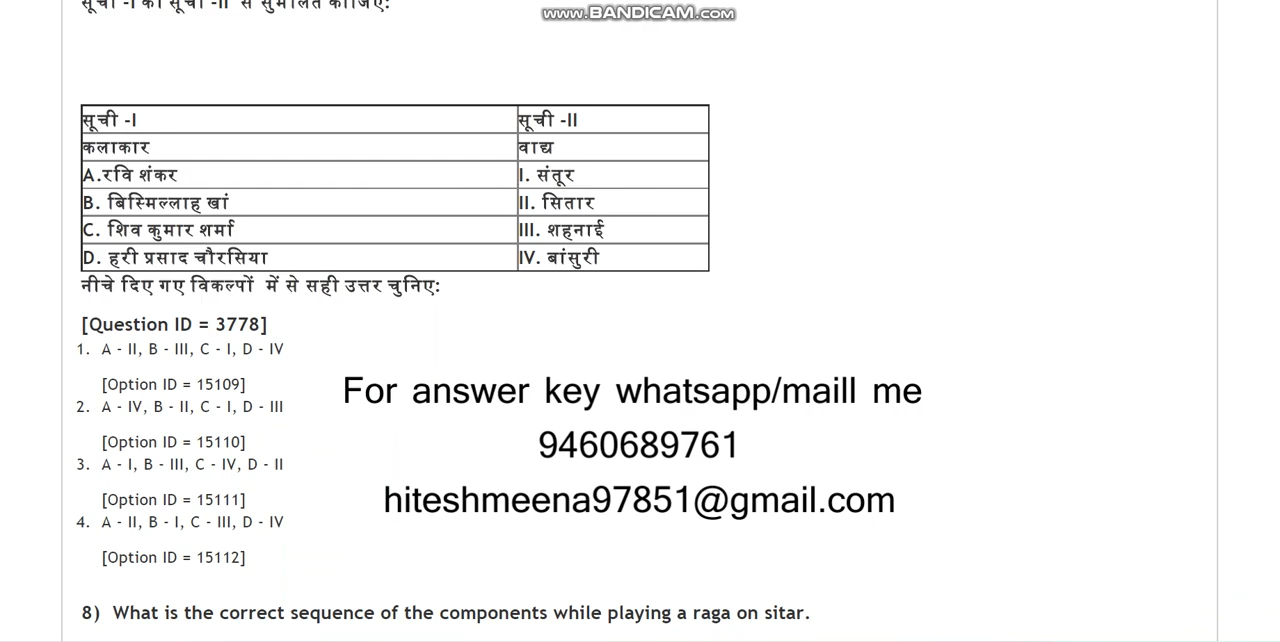 सूची -I को सूची -II से सुमेलित कीजिए:
www.BANDICAM.com
सूची -I सूची -II
कलाकार वाद्य
A.रवि शंकर I. संतूर
B. बिस्मिल्लाह खां II. सितार
C. शिव कुमार शर्मा III. शहनाई
D. हरी प्रसाद चौरसिया IV. बांसुरी
नीचे दिए गए विकल्पों में से सही उत्तर चुनिए:
[Question ID = 3778]
1. A - II, B - III, C - I, D - IV
[Option ID = 15109]
2. A - IV, B - II, C - I, D - III
[Option ID = 15110]
3. A - I, B - III, C - IV, D - II
[Option ID = 15111]
4. A - II, B - I, C - III, D - IV
[Option ID = 15112]
For answer key whatsapp/maill me
9460689761
hiteshmeena97851@gmail.com
8) What is the correct sequence of the components while playing a raga on sitar.